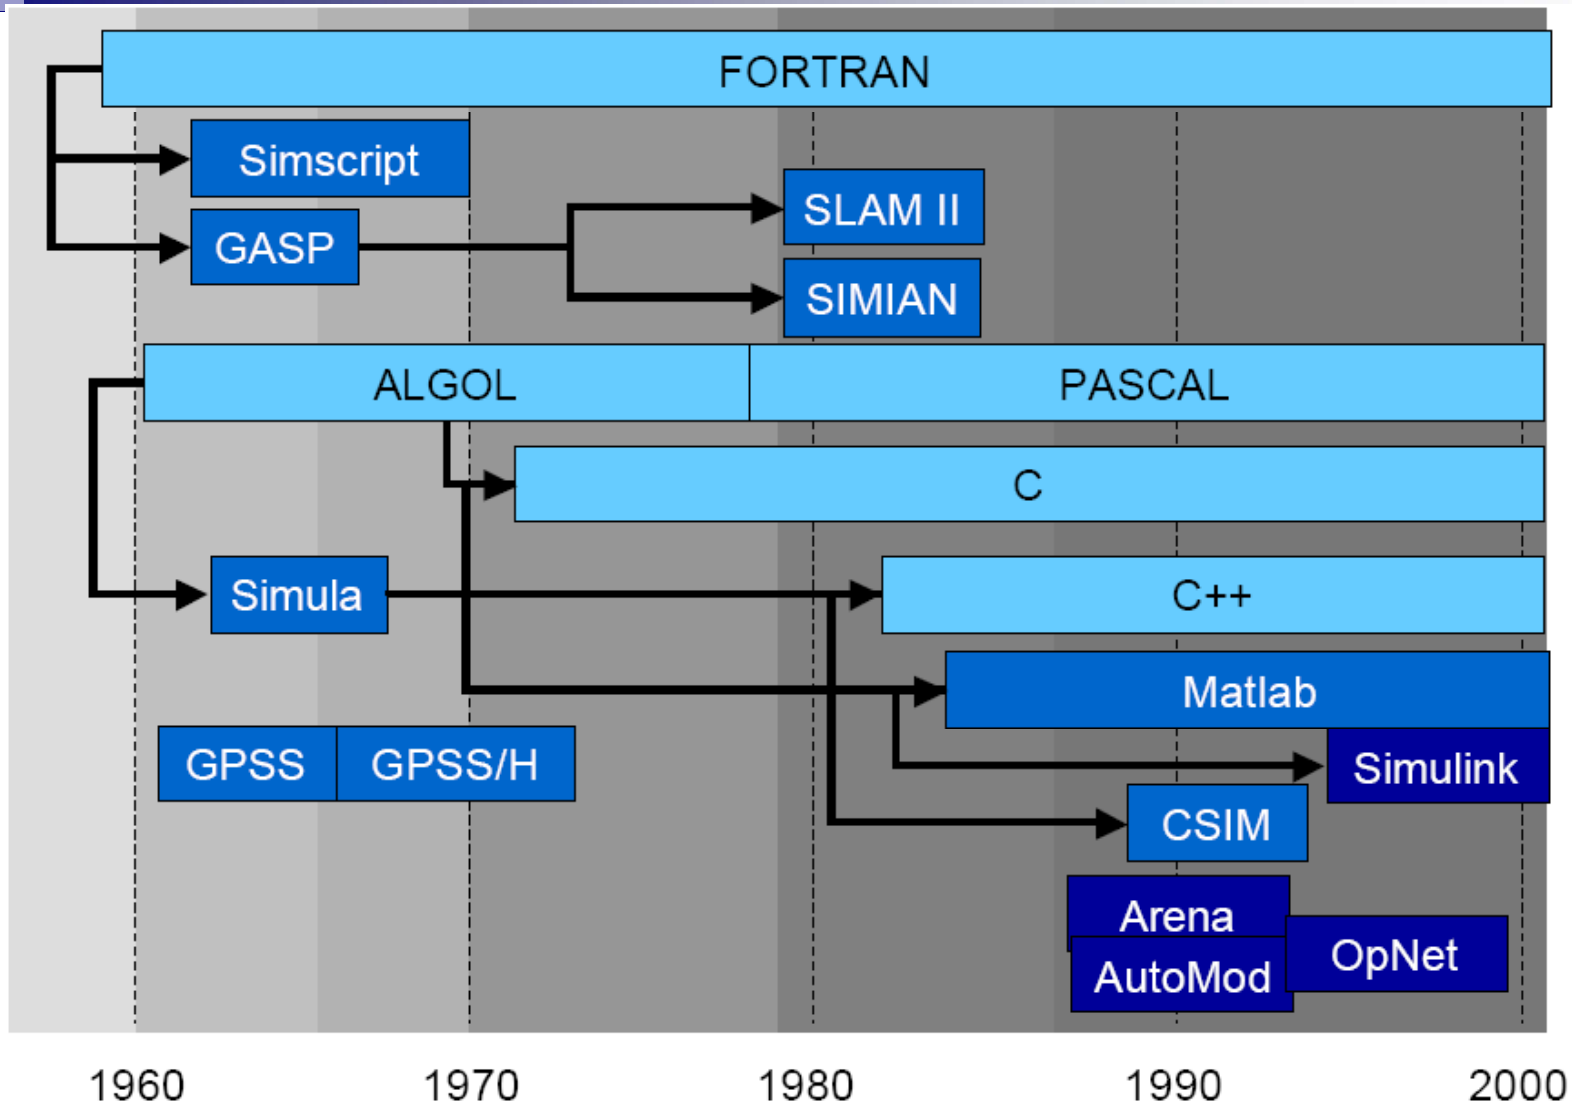 FORTRAN
Simscript
GASP
SLAM II
SIMIAN
ALGOL
PASCAL
C
Simula
C++
Matlab
GPSS
GPSS/H
Simulink
CSIM
Arena
AutoMod
OpNet
1960
1970
1980
1990
2000